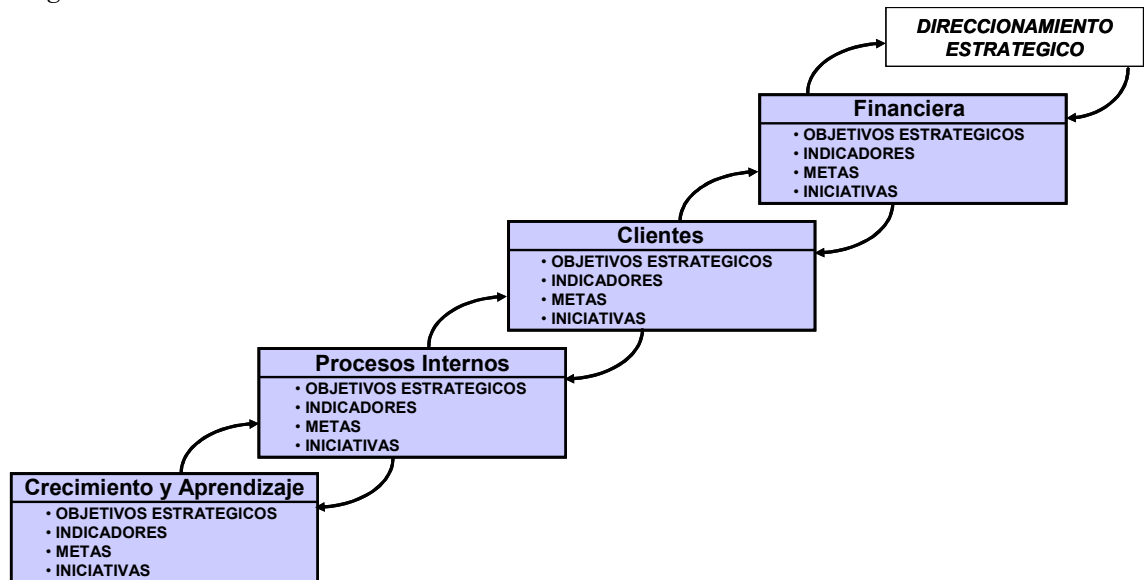 DIRECCIONAMIENTO
ESTRATEGICO
Financiera
• OBJETIVOS ESTRATEGICOS
• INDICADORES
• METAS
• INICIATIVAS
Clientes
• OBJETIVOS ESTRATEGICOS
• INDICADORES
• METAS
• INICIATIVAS
Procesos Internos
• OBJETIVOS ESTRATEGICOS
• INDICADORES
• METAS
• INICIATIVAS
Crecimiento y Aprendizaje
• OBJETIVOS ESTRATEGICOS
• INDICADORES
• METAS
• INICIATIVAS